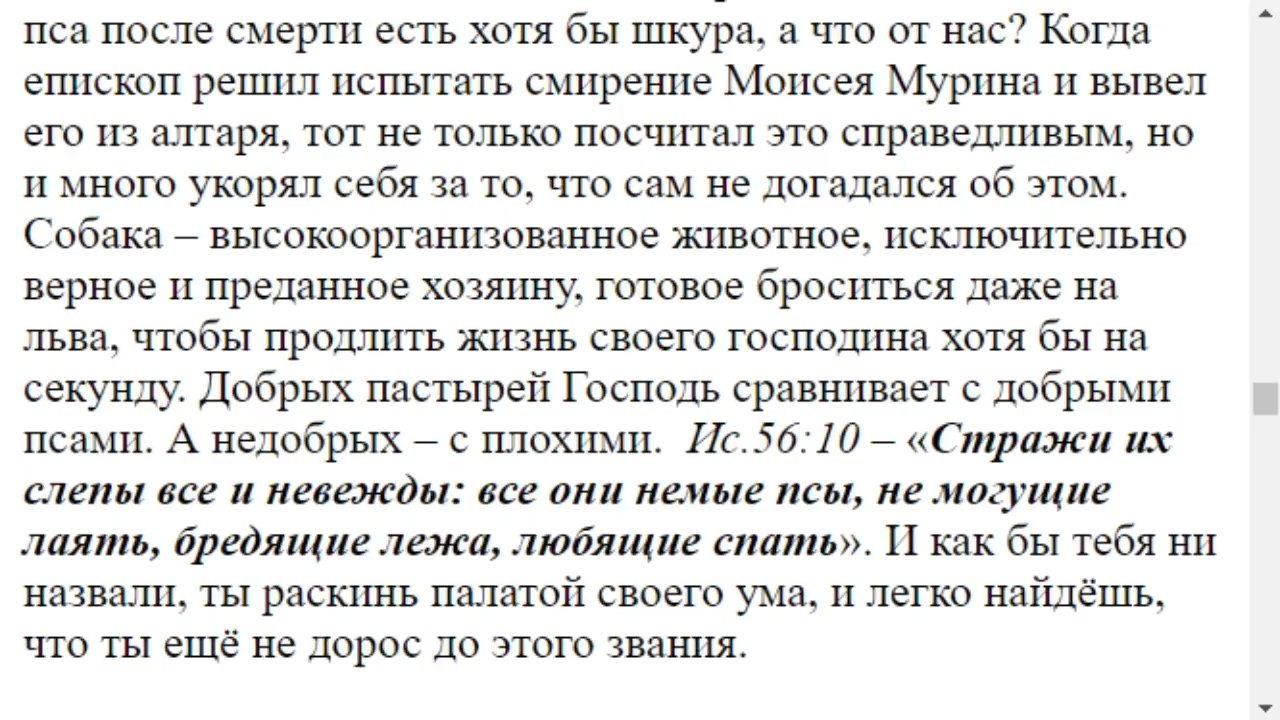 пса после смерти есть хотя бы шкура, а что от нас? Когда
епископ решил испытать смирение Моисея Мурина и вывел
его из алтаря, тот не только посчитал это справедливым, но
и много укорял себя за то, что сам не догадался об этом.
Собака – высокоорганизованное животное, исключительно
верное и преданное хозяину, готовое броситься даже на
льва, чтобы продлить жизнь своего господина хотя бы на
секунду. Добрых пастырей Господь сравнивает с добрыми
псами. А недобрых – с плохими.  Ис.56:10 – «Стражи их
слепы все и невежды: все они немые псы, не могущие
лаять, бредящие лежа, любящие спать». И как бы тебя ни
назвали, ты раскинь палатой своего ума, и легко найдёшь,
что ты ещё не дорос до этого звания.